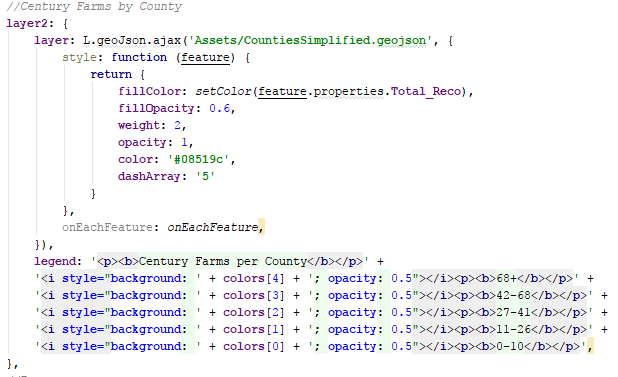 //Century Farms by County
layer2: {
layer: L.geoJson.ajax('Assets/CountiesSimplified.geojson', {
style: function (feature) {
return {
fillColor: setColor(feature.properties.Total_Reco),
fillOpacity: 0.6,
weight: 2,
opacity: 1,
color: '#08519c',
dashArray: '5'
}
},
onEachFeature: onEachFeature,
}),
legend: '<p><b>Century Farms per County</b></p>' +
'<i style="background: ' + colors[4] + '; opacity: 0.5"></i><p><b>68+</b></p>' +
'<i style="background: ' + colors[3] + '; opacity: 0.5"></i><p><b>42-68</b></p>' +
'<i style="background: ' + colors[2] + '; opacity: 0.5"></i><p><b>27-41</b></p>' +
'<i style="background: ' + colors[1] + '; opacity: 0.5"></i><p><b>11-26</b></p>' +
'<i style="background: ' + colors[0] + '; opacity: 0.5"></i><p><b>0-10</b></p>',
},